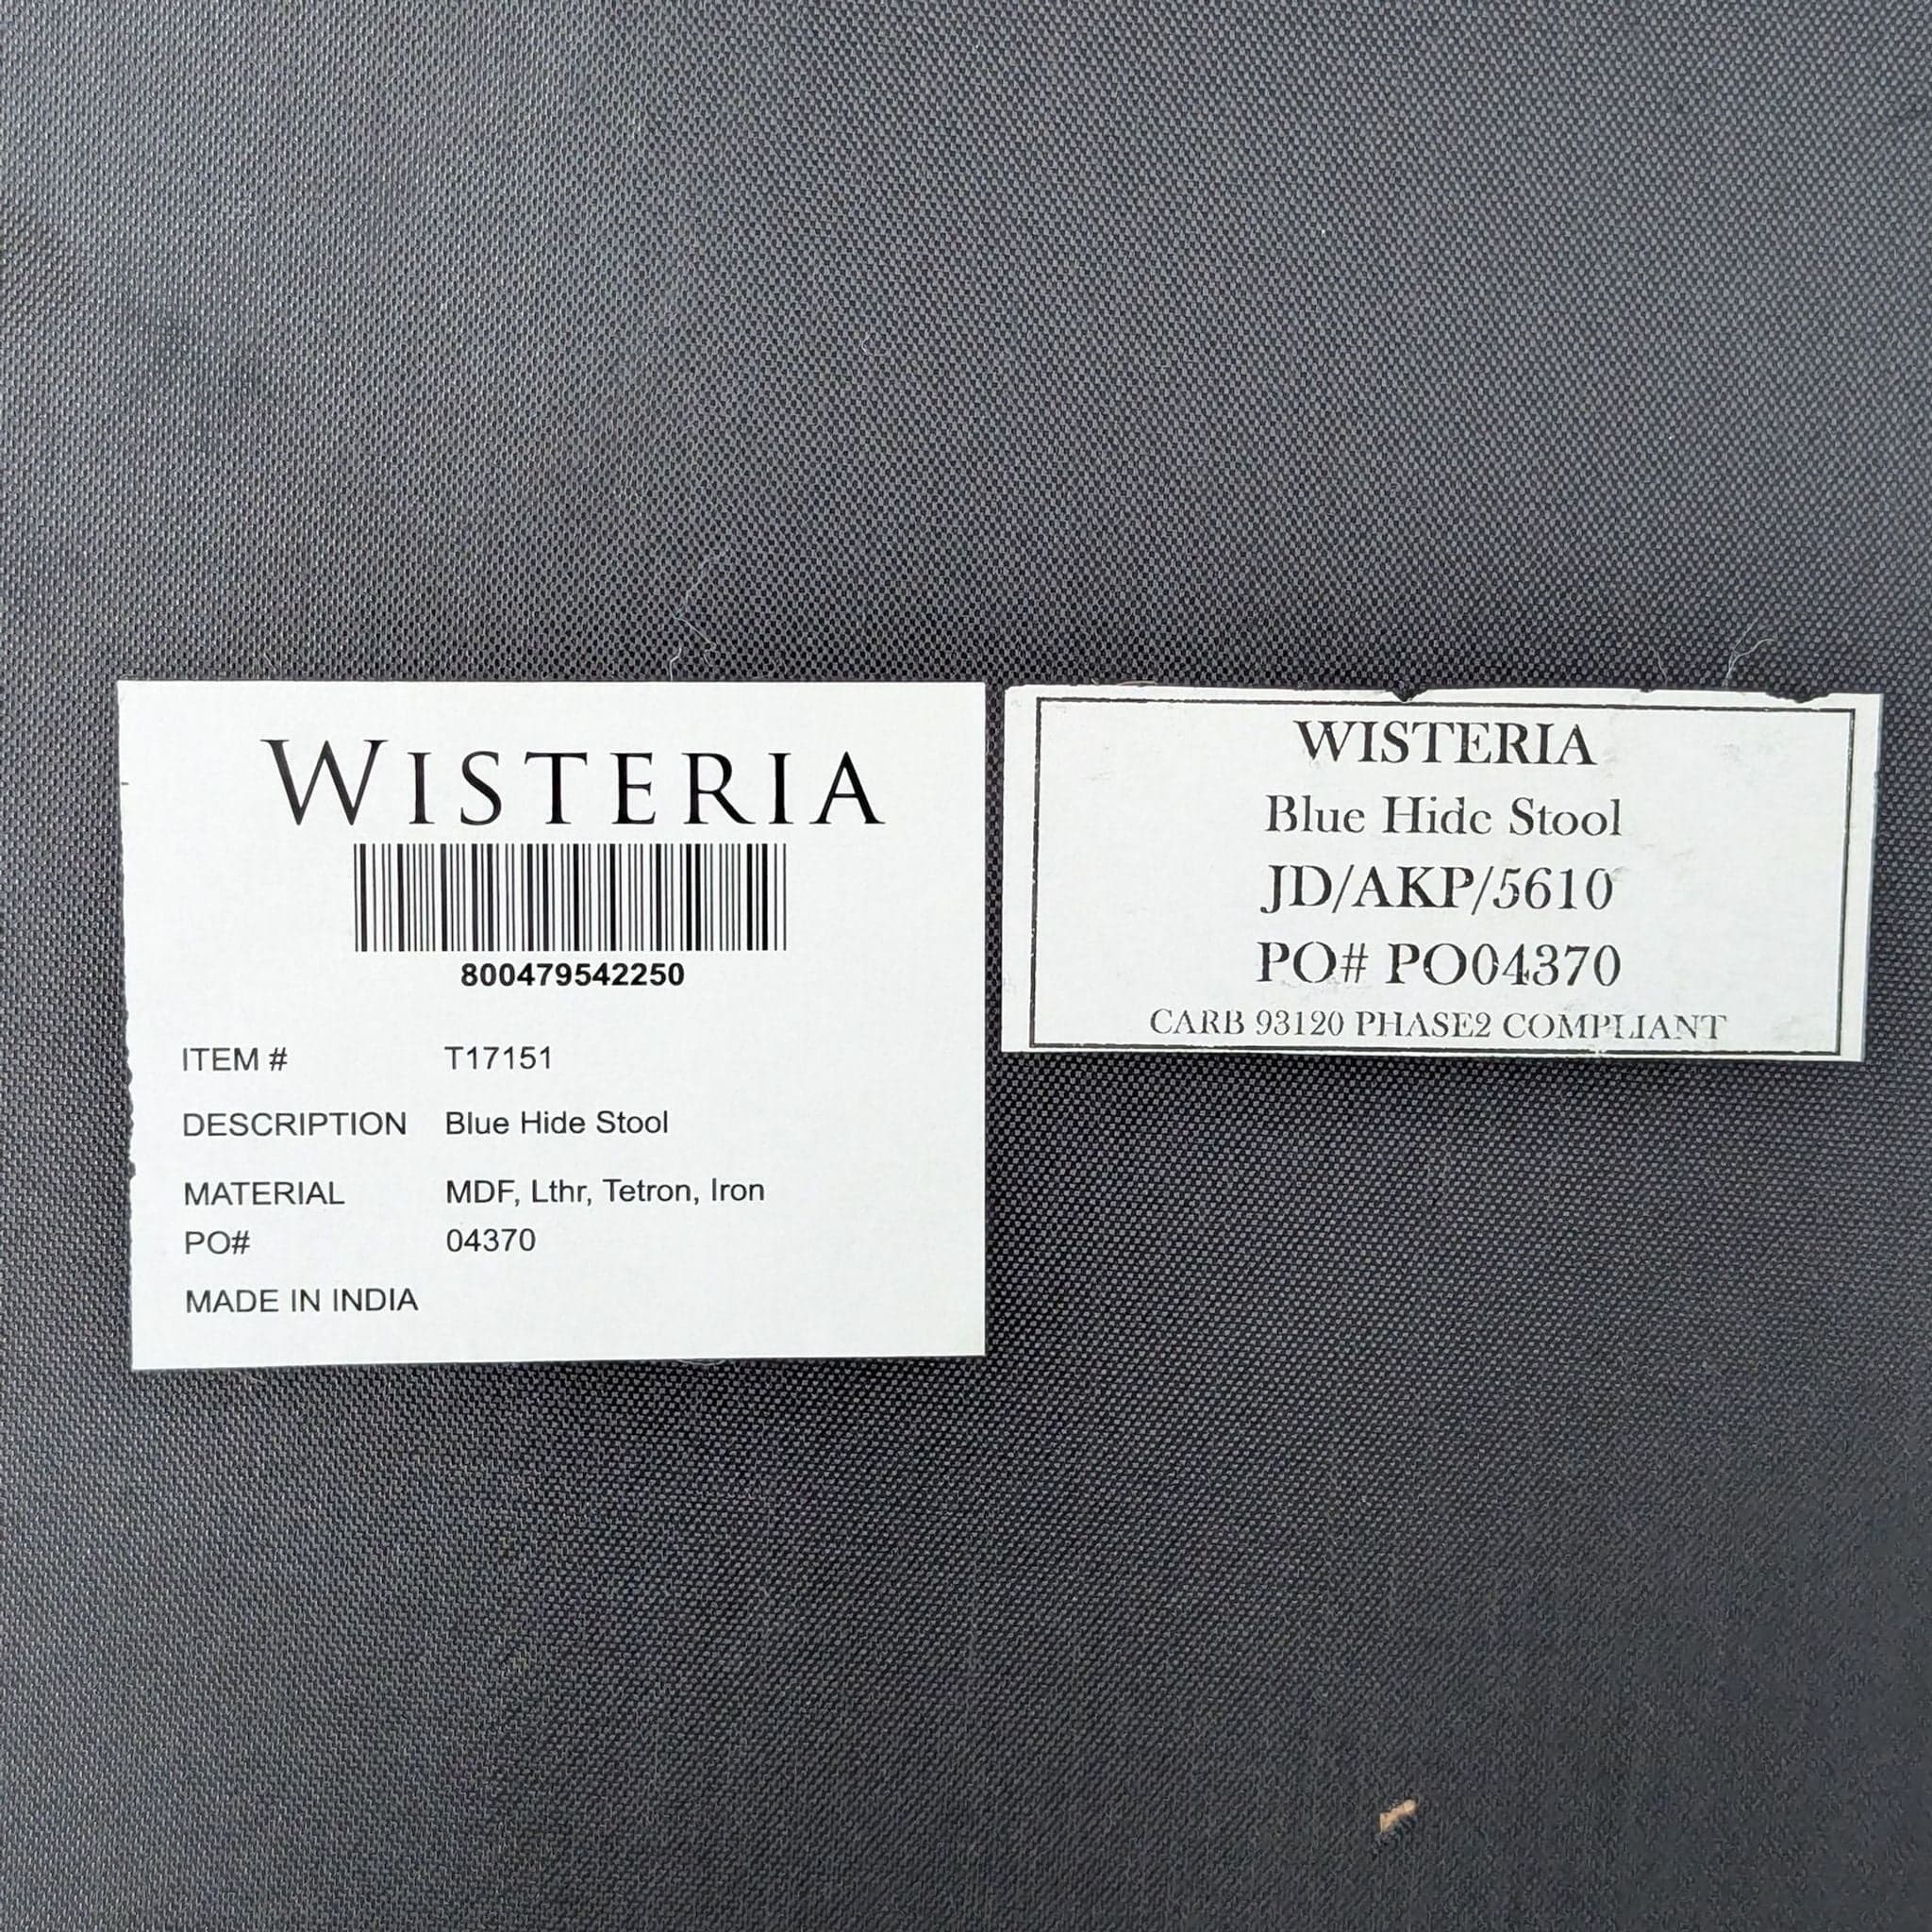 WISTERIA
800479542250
ITEM # T17151
DESCRIPTION Blue Hide Stool
MATERIAL MDF, Lthr, Tetron, Iron
PO# 04370
MADE IN INDIA
WISTERIA
Blue Hide Stool
JD/AKP/5610
PO# PO04370
CARB 93120 PHASE2 COMPLIANT